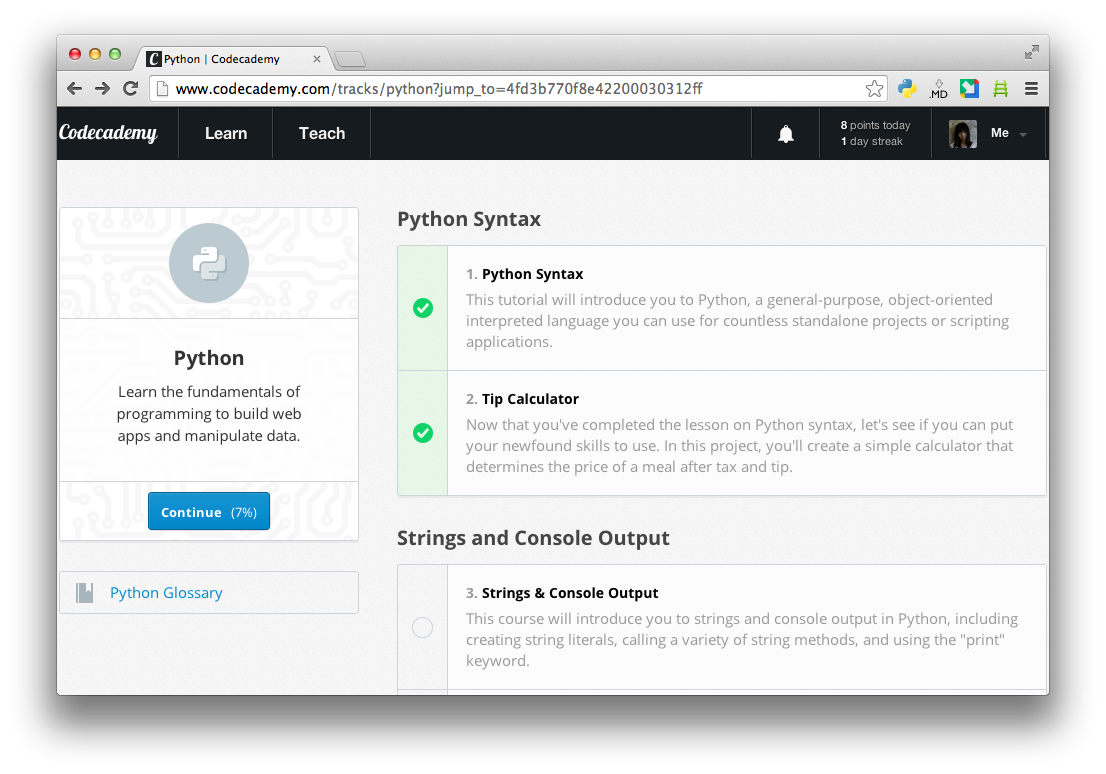 Python | Codecademy
www.codecademy.com/tracks/python?jump_to=4fd3b770f8e42200030312ff
.MD
Codecademy
Learn
Teach
8 points today
1 day streak
Me
Python
Learn the fundamentals of
programming to build web
apps and manipulate data.
Continue (7%)
Python Glossary
Python Syntax
1. Python Syntax
This tutorial will introduce you to Python, a general-purpose, object-oriented
interpreted language you can use for countless standalone projects or scripting
applications.
2. Tip Calculator
Now that you've completed the lesson on Python syntax, let's see if you can put
your newfound skills to use. In this project, you'll create a simple calculator that
determines the price of a meal after tax and tip.
Strings and Console Output
3. Strings & Console Output
This course will introduce you to strings and console output in Python, including
creating string literals, calling a variety of string methods, and using the "print"
keyword.